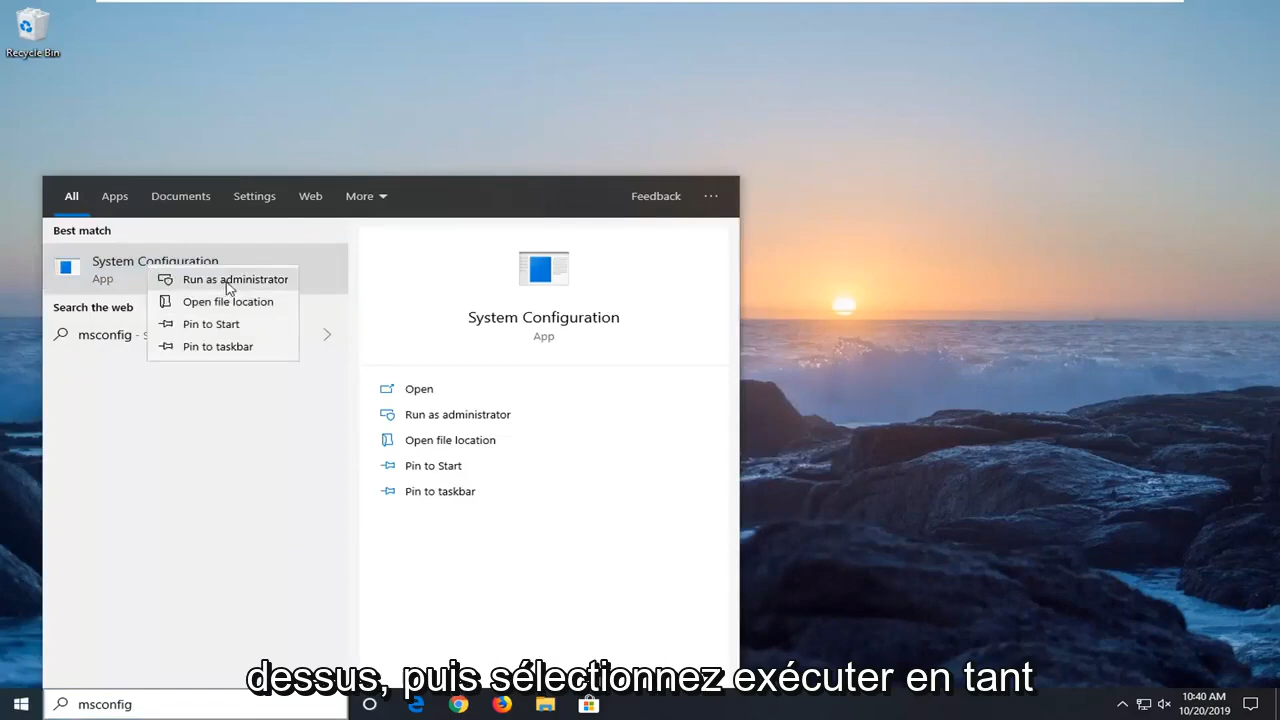 Recycle Bin
All Apps Documents Settings Web More Feedback ···
Best match
System Configuration
App
Run as administrator
Open file location
Pin to Start
Pin to taskbar
Search the web
msconfig - s
System Configuration
App
Open
Run as administrator
Open file location
Pin to Start
Pin to taskbar
dessus, puis sélectionnez exécuter en tant
msconfig
10:40 AM
10/20/2019